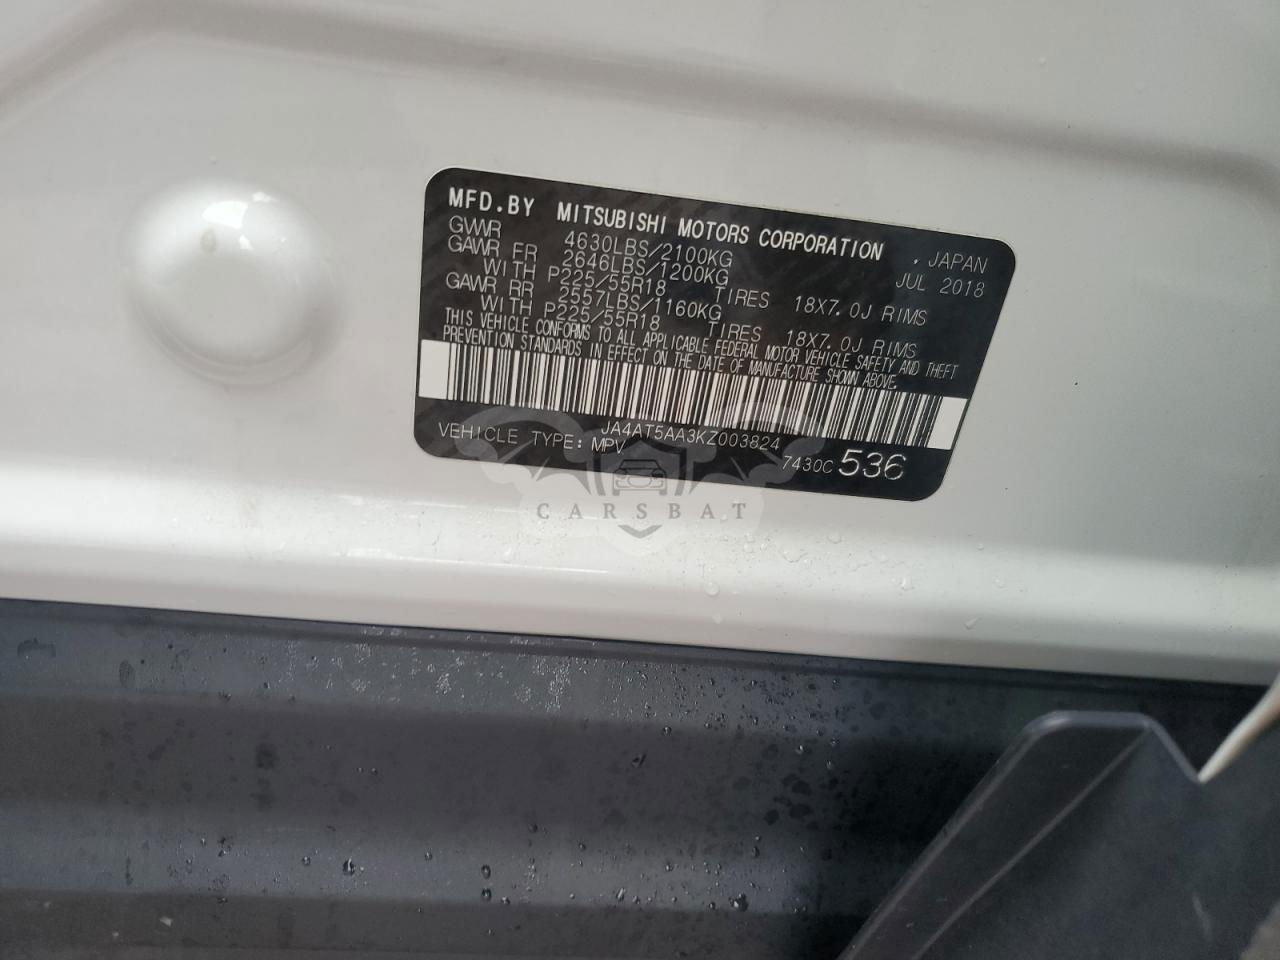 MFD.BY MITSUBISHI MOTORS CORPORATION , JAPAN
GVWR 4630LBS/2100KG JUL 2018
GAWR FR 2646LBS/1200KG
WITH P225/55R18 TIRES 18X7.0J RIMS
GAWR RR 2557LBS/1160KG
WITH P225/55R18 TIRES 18X7.0J RIMS
THIS VEHICLE CONFORMS TO ALL APPLICABLE FEDERAL MOTOR VEHICLE SAFETY AND THEFT
PREVENTION STANDARDS IN EFFECT ON THE DATE OF MANUFACTURE SHOWN ABOVE.
JA4AT5AA3KZ003824
VEHICLE TYPE: MPV 7430C 536
CARSBAT